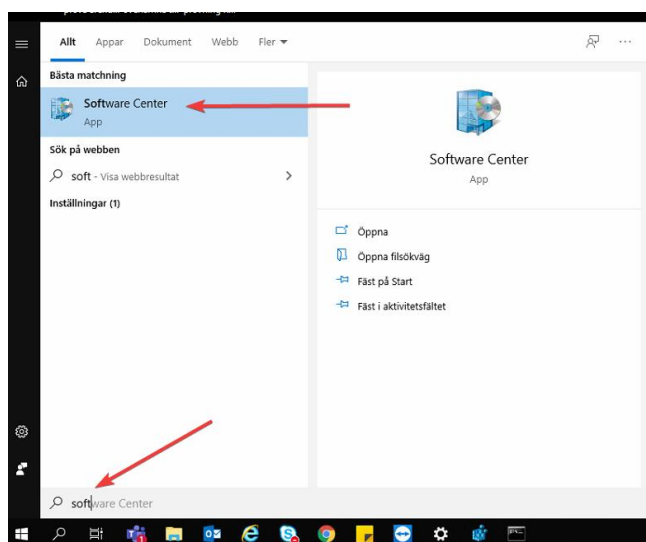 Allt Appar Dokument Webb Fler
Bästa matchning
Software Center
App
Sök på webben
soft - Visa webbresultat
Inställningar (1)
Software Center
App
Öppna
Öppna filsökväg
Fäst på Start
Fäst i aktivitetsfältet
software Center